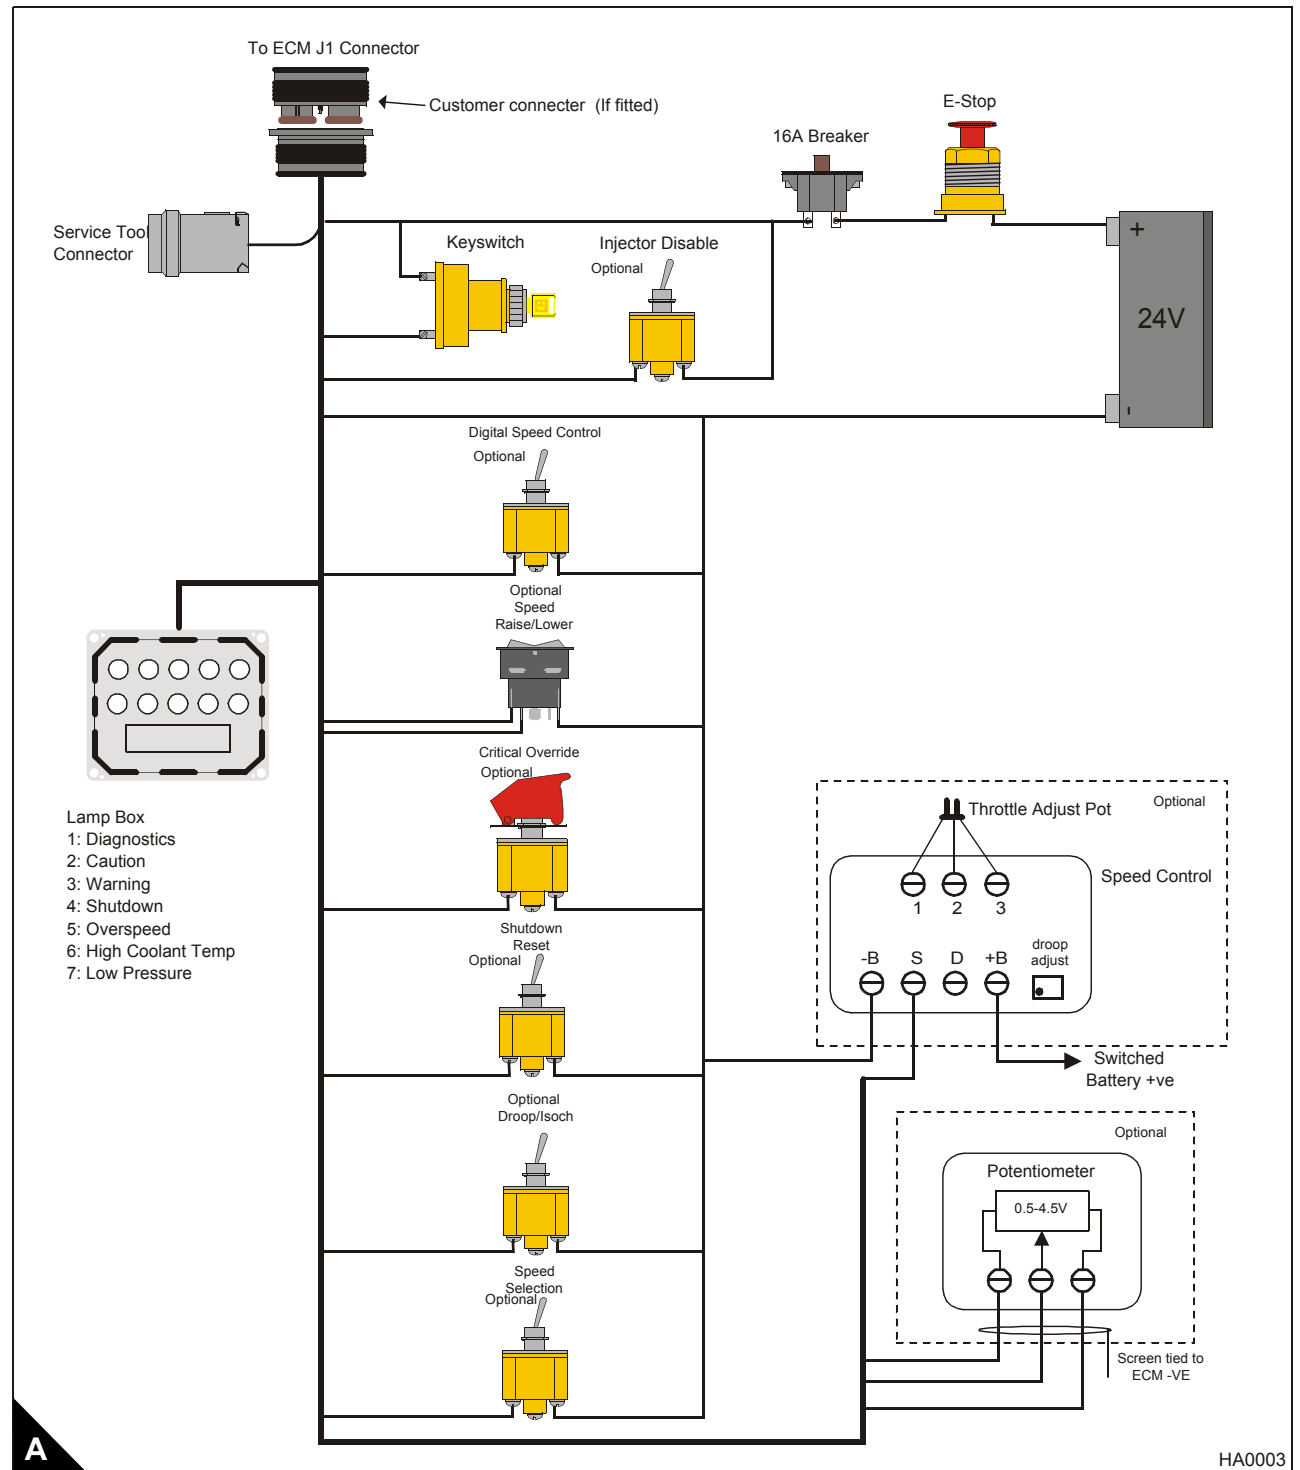 To ECM J1 Connector
Customer connecter (If fitted)
E-Stop
16A Breaker
Service Tool
Connector
Keyswitch
Injector Disable
Optional
+
24V
-
Digital Speed Control
Optional
Optional
Speed
Raise/Lower
Critical Override
Optional
Lamp Box
1: Diagnostics
2: Caution
3: Warning
4: Shutdown
5: Overspeed
6: High Coolant Temp
7: Low Pressure
Shutdown
Reset
Optional
Optional
Droop/Isoch
Speed
Selection
Optional
Throttle Adjust Pot
Optional
Speed Control
1 2 3
-B S D +B
droop
adjust
Switched
Battery +ve
Optional
Potentiometer
0.5-4.5V
Screen tied to
ECM -VE
A
HA0003